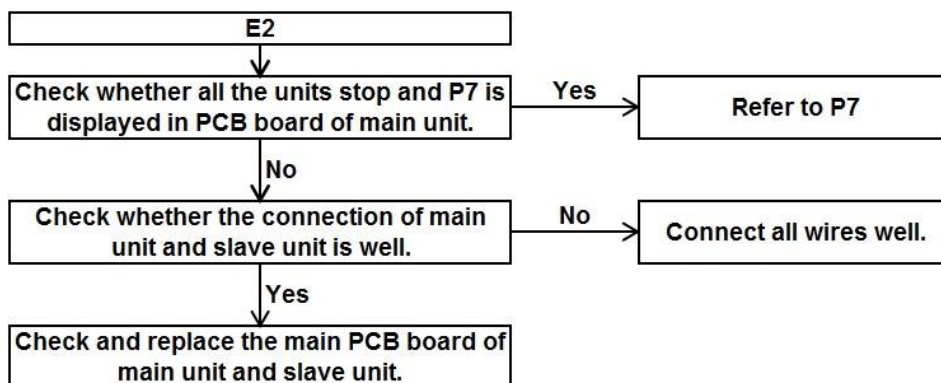 E2
Check whether all the units stop and P7 is
displayed in PCB board of main unit.
Yes
Refer to P7
No
Check whether the connection of main
unit and slave unit is well.
No
Connect all wires well.
Yes
Check and replace the main PCB board of
main unit and slave unit.